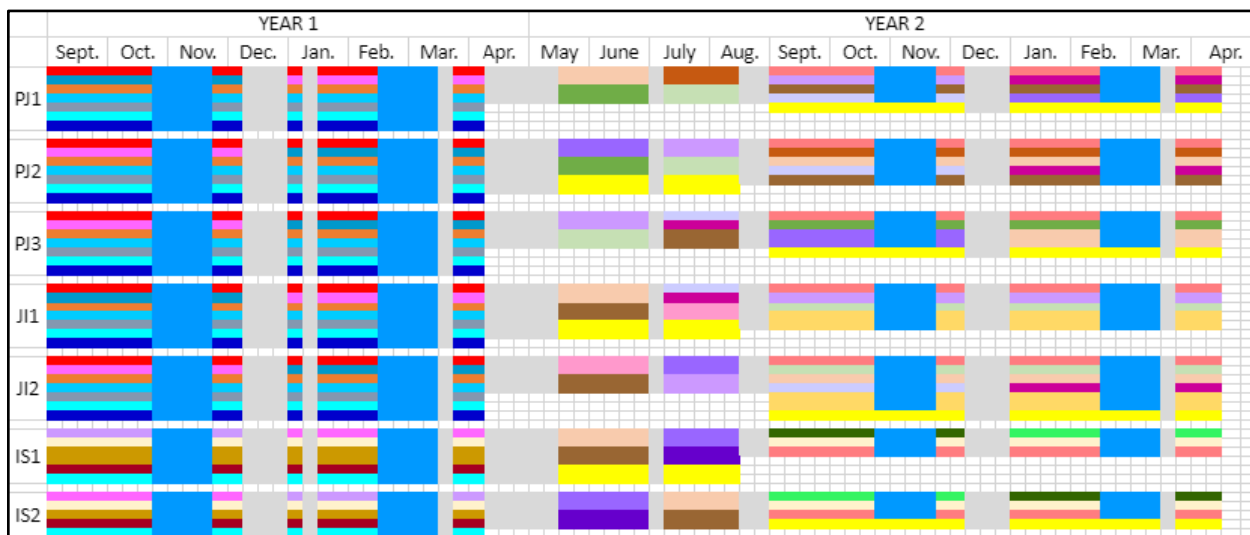 YEAR 1 YEAR 2
Sept. Oct. Nov. Dec. Jan. Feb. Mar. Apr. May June July Aug. Sept. Oct. Nov. Dec. Jan. Feb. Mar. Apr.
PJ1
PJ2
PJ3
JI1
JI2
IS1
IS2